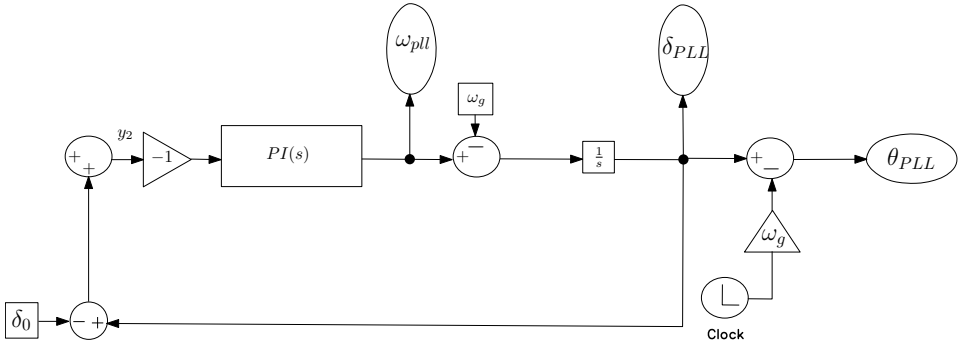 ω_pll
δ_PLL
ω_g
y_2
+
+
−1
PI(s)
+
−
1/s
+
−
θ_PLL
ω_g
δ_0
−
+
Clock